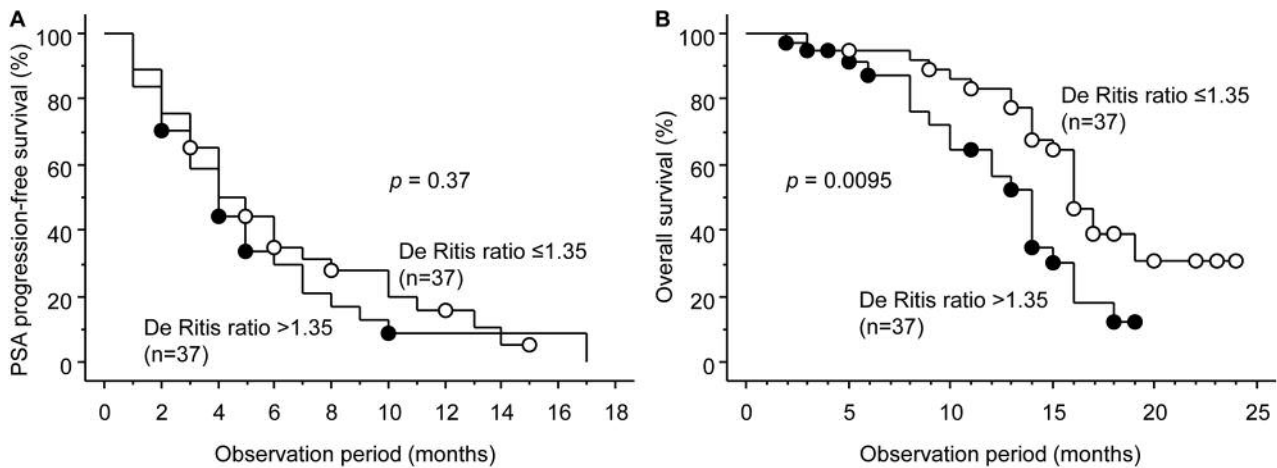 A
PSA progression-free survival (%)
100
80
60
40
20
0
p = 0.37
De Ritis ratio ≤1.35
(n=37)
De Ritis ratio >1.35
(n=37)
0 2 4 6 8 10 12 14 16 18
Observation period (months)
B
Overall survival (%)
100
80
60
40
20
0
De Ritis ratio ≤1.35
(n=37)
p = 0.0095
De Ritis ratio >1.35
(n=37)
0 5 10 15 20 25
Observation period (months)